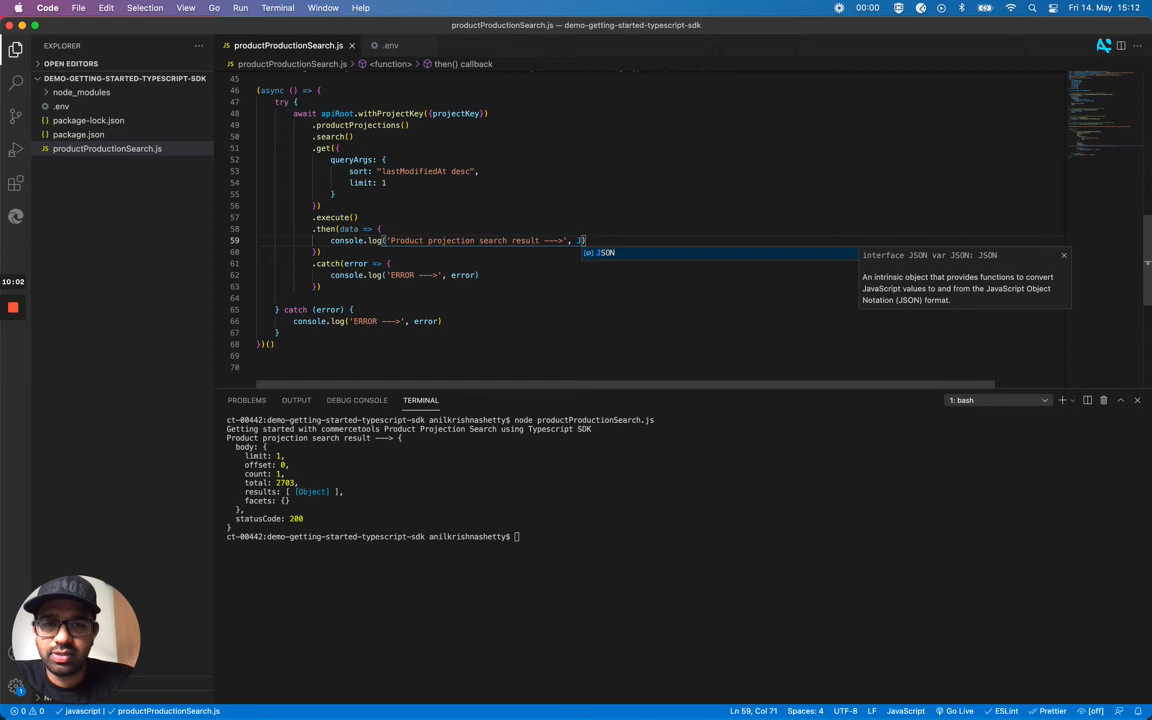 Code File Edit Selection View Go Run Terminal Window Help 00:00 Fri 14. May 15:12
productProductionSearch.js — demo-getting-started-typescript-sdk
EXPLORER
OPEN EDITORS
DEMO-GETTING-STARTED-TYPESCRIPT-SDK
node_modules
.env
package-lock.json
package.json
JS productProductionSearch.js
10:02
1
JS productProductionSearch.js .env
JS productProductionSearch.js > <function> > then() callback
45
46 (async () => {
47 try {
48 await apiRoot.withProjectKey({projectKey})
49 .productProjections()
50 .search()
51 .get({
52 queryArgs: {
53 sort: "lastModifiedAt desc",
54 limit: 1
55 }
56 })
57 .execute()
58 .then(data => {
59 console.log('Product projection search result --->', J)
60 })
61 .catch(error => {
62 console.log('ERROR --->', error)
63 })
64
65 } catch (error) {
66 console.log('ERROR --->', error)
67 }
68 })()
69
70
JSON
interface JSON var JSON: JSON
An intrinsic object that provides functions to convert
JavaScript values to and from the JavaScript Object
Notation (JSON) format.
PROBLEMS OUTPUT DEBUG CONSOLE TERMINAL 1: bash
ct-00442:demo-getting-started-typescript-sdk anilkrishnashetty$ node productProductionSearch.js
Getting started with commercetools Product Projection Search using Typescript SDK
Product projection search result ---> {
body: {
limit: 1,
offset: 0,
count: 1,
total: 2703,
results: [ [Object] ],
facets: {}
},
statusCode: 200
}
ct-00442:demo-getting-started-typescript-sdk anilkrishnashetty$
0 0 javascript | productProductionSearch.js Ln 59, Col 71 Spaces: 4 UTF-8 LF JavaScript Go Live ESLint Prettier [off]